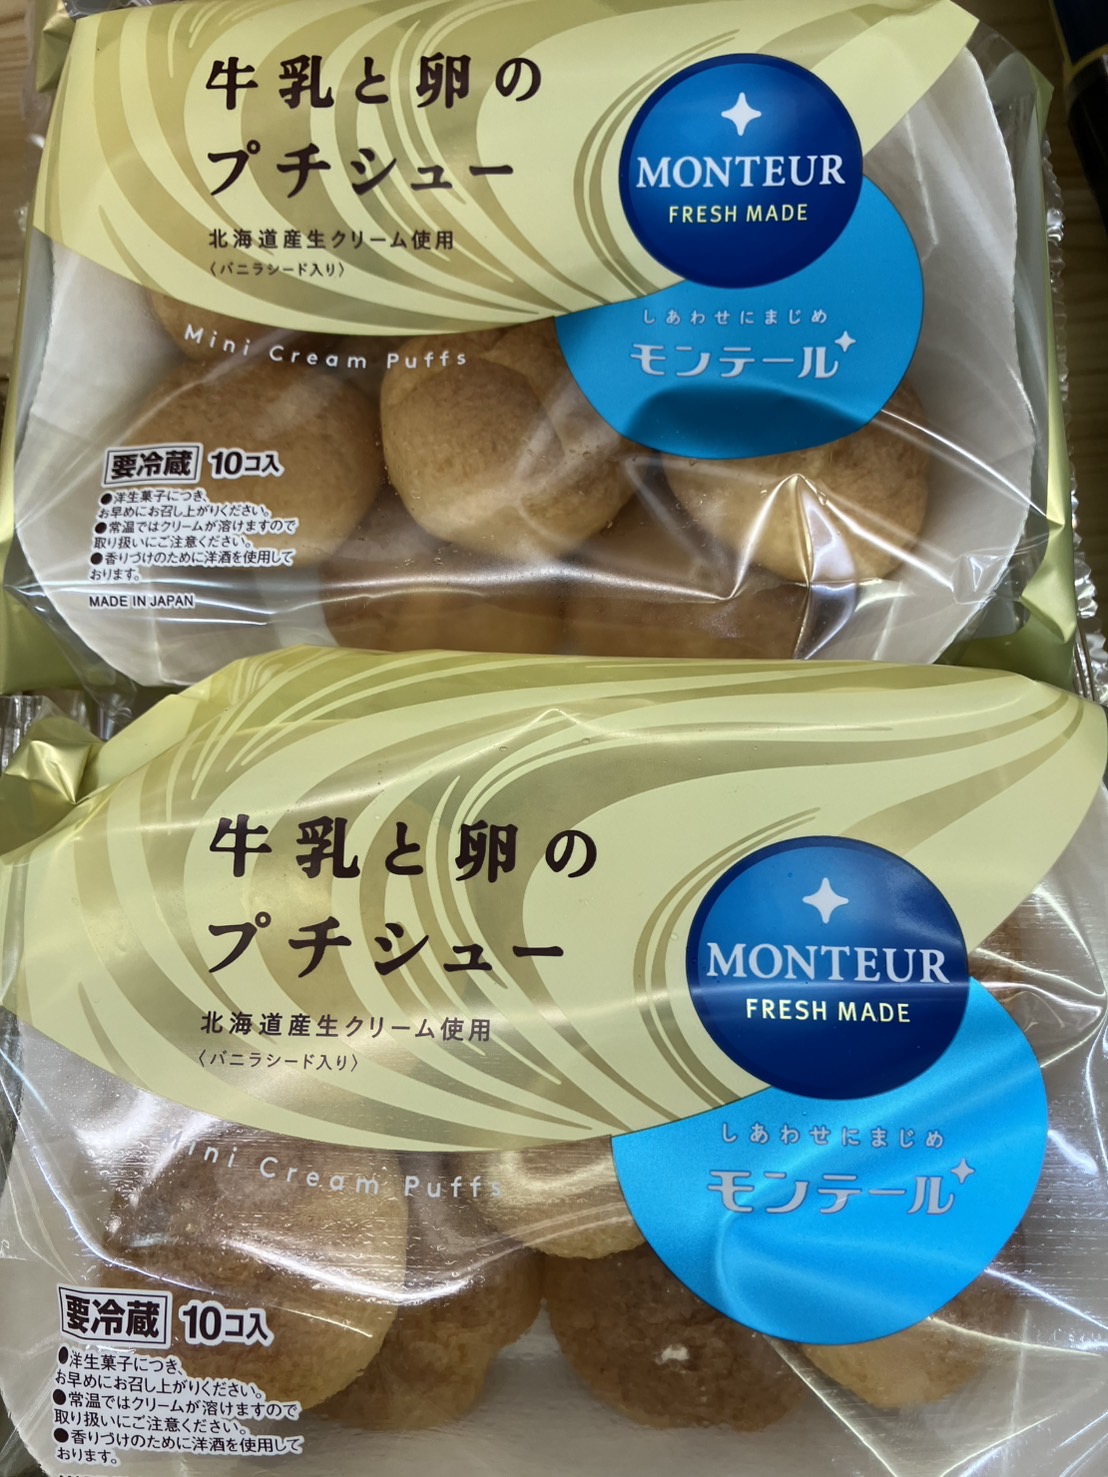 牛乳と卵の
プチシュー
北海道産生クリーム使用
〈バニラシード入り〉
Mini Cream Puffs
MONTEUR
FRESH MADE
しあわせにまじめ
モンテール
要冷蔵 10コ入
●洋生菓子につき、
お早めにお召し上がりください。
●常温ではクリームが溶けますので
取り扱いにご注意ください。
●香りづけのために洋酒を使用して
おります。
MADE IN JAPAN
牛乳と卵の
プチシュー
北海道産生クリーム使用
〈バニラシード入り〉
Mini Cream Puffs
MONTEUR
FRESH MADE
しあわせにまじめ
モンテール
要冷蔵 10コ入
●洋生菓子につき、
お早めにお召し上がりください。
●常温ではクリームが溶けますので
取り扱いにご注意ください。
●香りづけのために洋酒を使用して
おります。